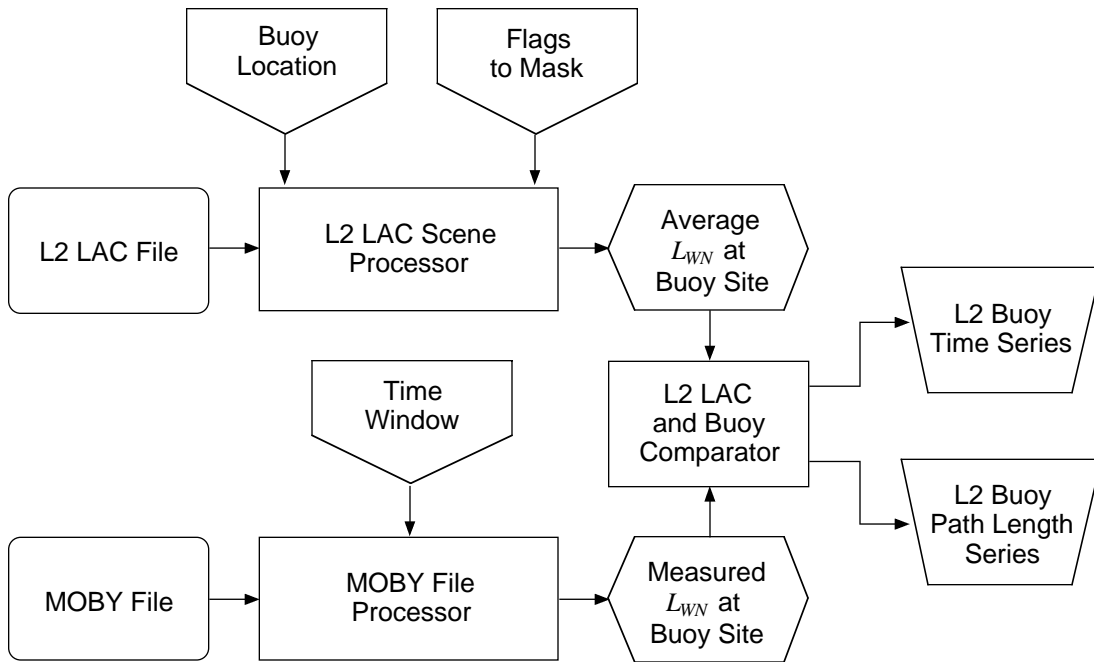 Buoy
Location
Flags
to Mask
L2 LAC File
L2 LAC Scene
Processor
Average
LWN at
Buoy Site
L2 Buoy
Time Series
Time
Window
L2 LAC
and Buoy
Comparator
L2 Buoy
Path Length
Series
MOBY File
MOBY File
Processor
Measured
LWN at
Buoy Site